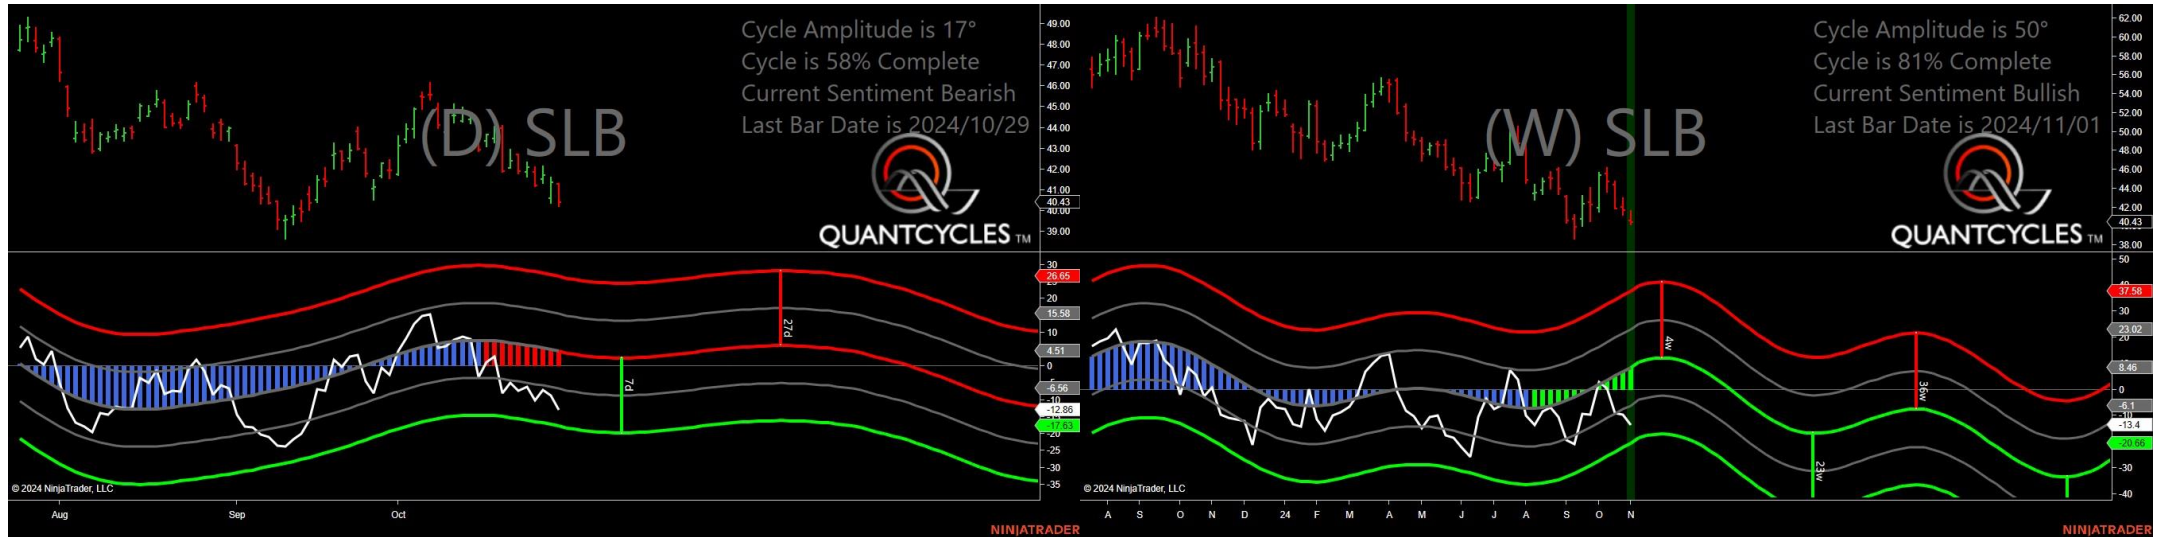 Cycle Amplitude is 17°
Cycle is 58% Complete
Current Sentiment Bearish
Last Bar Date is 2024/10/29
(D) SLB
QUANTCYCLES TM
49.00
48.00
47.00
46.00
45.00
44.00
43.00
42.00
41.00
40.43
40.00
39.00
30
26.65
20
15.58
10
4.51
0
-6.56
-10
-12.86
-17.63
-20
-25
-30
-35
27d
7d
© 2024 NinjaTrader, LLC
Aug Sep Oct
NINJATRADER
Cycle Amplitude is 50°
Cycle is 81% Complete
Current Sentiment Bullish
Last Bar Date is 2024/11/01
(W) SLB
QUANTCYCLES TM
62.00
60.00
58.00
56.00
54.00
52.00
50.00
48.00
46.00
44.00
42.00
40.43
38.00
50
37.58
30
23.02
20
8.46
0
-6.1
-10
-13.4
-20.66
-30
-40
4w
36w
23w
© 2024 NinjaTrader, LLC
A S O N D 24 F M A M J J A S O N
NINJATRADER